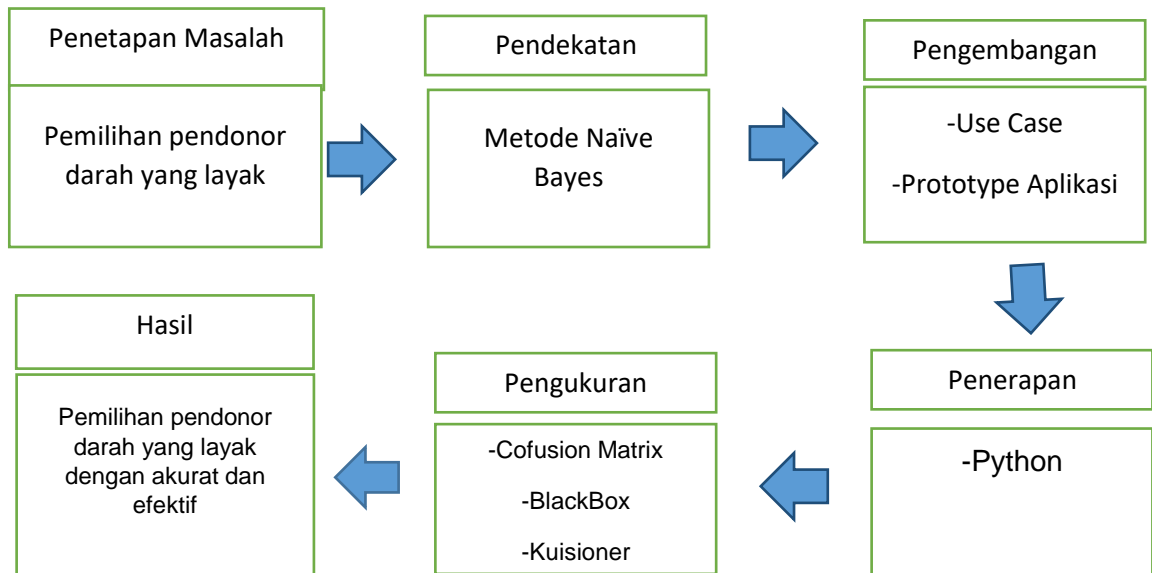 Penetapan Masalah
Pemilihan pendonor
darah yang layak
Pendekatan
Metode Naïve
Bayes
Pengembangan
-Use Case
-Prototype Aplikasi
Penerapan
-Python
Pengukuran
-Cofusion Matrix
-BlackBox
-Kuisioner
Hasil
Pemilihan pendonor
darah yang layak
dengan akurat dan
efektif